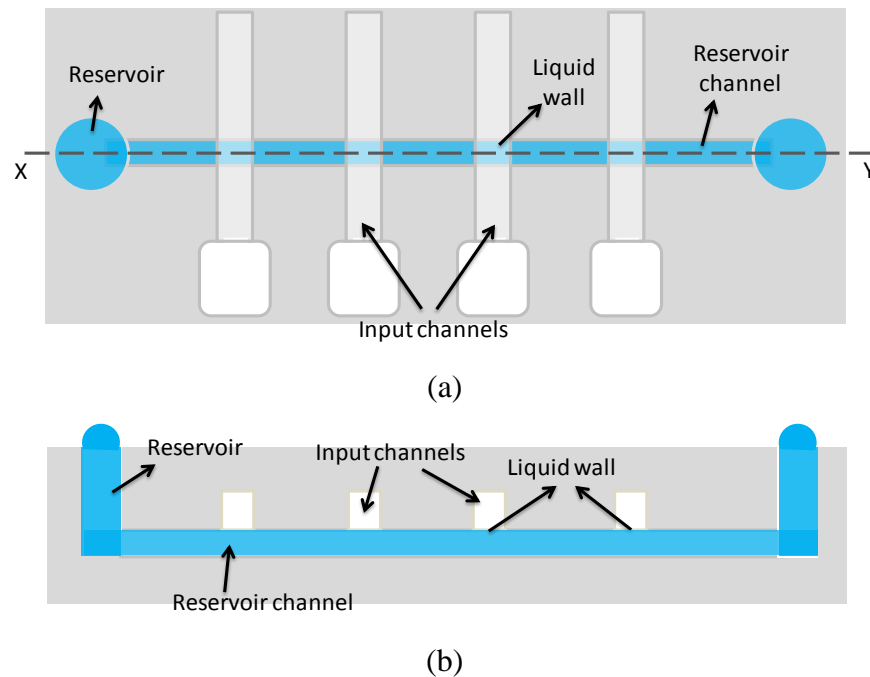 Reservoir
Liquid
wall
Reservoir
channel
X
Y
Input channels
(a)
Reservoir
Input channels
Liquid wall
Reservoir channel
(b)